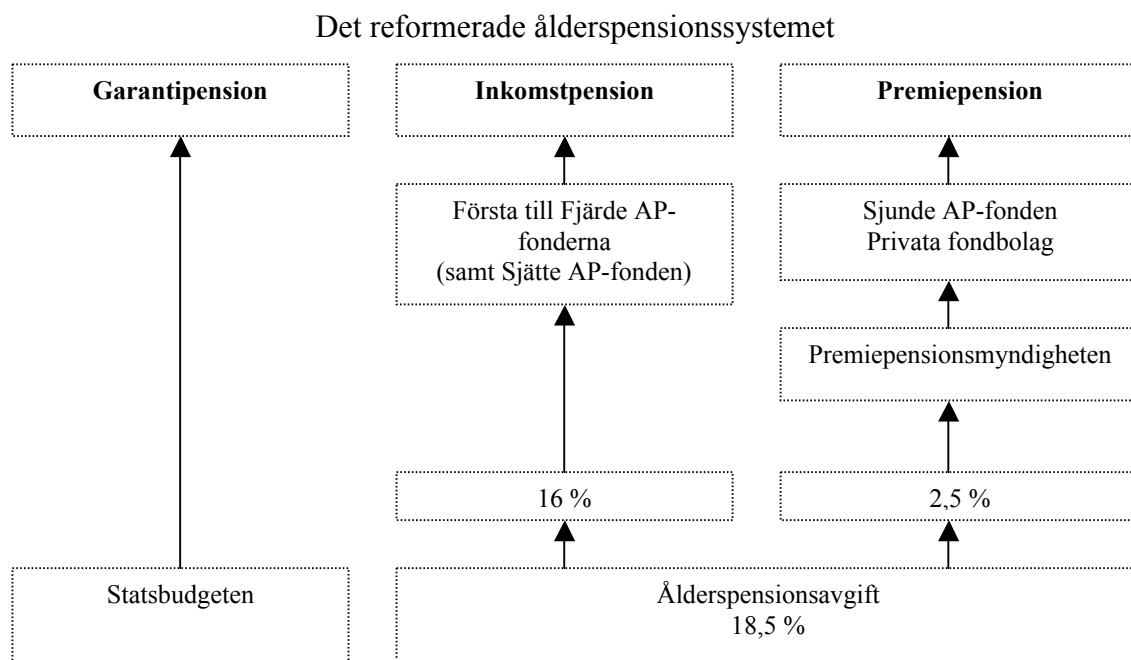 Det reformerade ålderspensionssystemet
Garantipension
Inkomstpension
Premiepension
Första till Fjärde AP-
fonderna
(samt Sjätte AP-fonden)
Sjunde AP-fonden
Privata fondbolag
Premiepensionsmyndigheten
16 %
2,5 %
Statsbudgeten
Ålderspensionsavgift
18,5 %